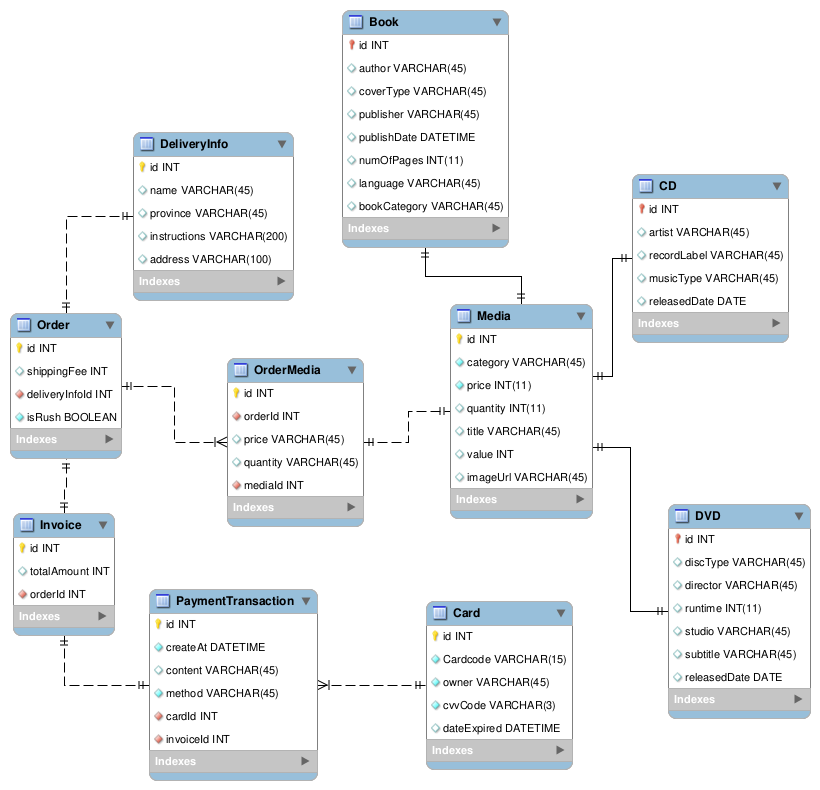 Book
id INT
author VARCHAR(45)
coverType VARCHAR(45)
publisher VARCHAR(45)
publishDate DATETIME
numOfPages INT(11)
language VARCHAR(45)
bookCategory VARCHAR(45)
Indexes
DeliveryInfo
id INT
name VARCHAR(45)
province VARCHAR(45)
instructions VARCHAR(200)
address VARCHAR(100)
Indexes
CD
id INT
artist VARCHAR(45)
recordLabel VARCHAR(45)
musicType VARCHAR(45)
releasedDate DATE
Indexes
Order
id INT
shippingFee INT
deliveryInfoId INT
isRush BOOLEAN
Indexes
OrderMedia
id INT
orderId INT
price VARCHAR(45)
quantity VARCHAR(45)
mediaId INT
Indexes
Media
id INT
category VARCHAR(45)
price INT(11)
quantity INT(11)
title VARCHAR(45)
value INT
imageUrl VARCHAR(45)
Indexes
Invoice
id INT
totalAmount INT
orderId INT
Indexes
PaymentTransaction
id INT
createAt DATETIME
content VARCHAR(45)
method VARCHAR(45)
cardId INT
invoiceId INT
Indexes
Card
id INT
Cardcode VARCHAR(15)
owner VARCHAR(45)
cvvCode VARCHAR(3)
dateExpired DATETIME
Indexes
DVD
id INT
discType VARCHAR(45)
director VARCHAR(45)
runtime INT(11)
studio VARCHAR(45)
subtitle VARCHAR(45)
releasedDate DATE
Indexes